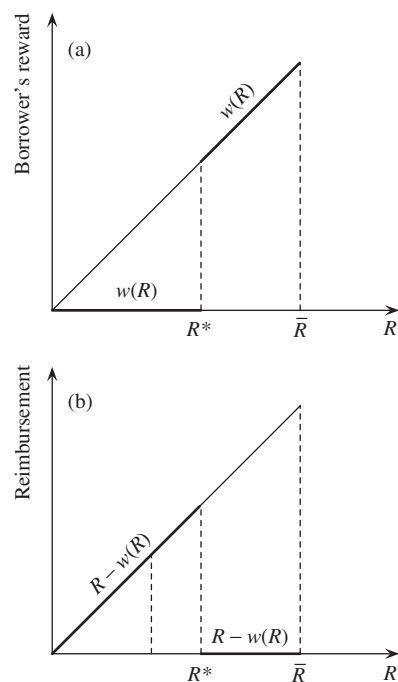 (a)
Borrower's reward
w(R)
w(R)
R*
R̄
R
(b)
Reimbursement
R – w(R)
R – w(R)
R*
R̄
R